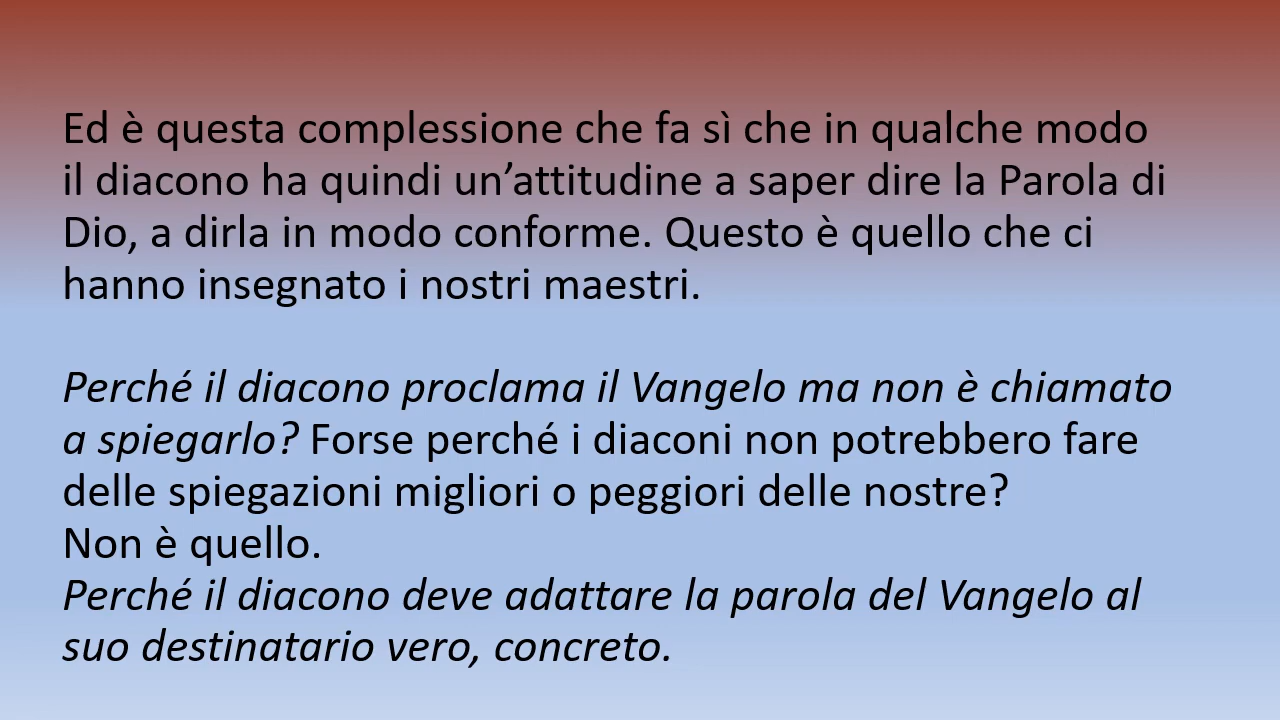 Ed è questa complessione che fa sì che in qualche modo
il diacono ha quindi un’attitudine a saper dire la Parola di
Dio, a dirla in modo conforme. Questo è quello che ci
hanno insegnato i nostri maestri.
Perché il diacono proclama il Vangelo ma non è chiamato
a spiegarlo? Forse perché i diaconi non potrebbero fare
delle spiegazioni migliori o peggiori delle nostre?
Non è quello.
Perché il diacono deve adattare la parola del Vangelo al
suo destinatario vero, concreto.